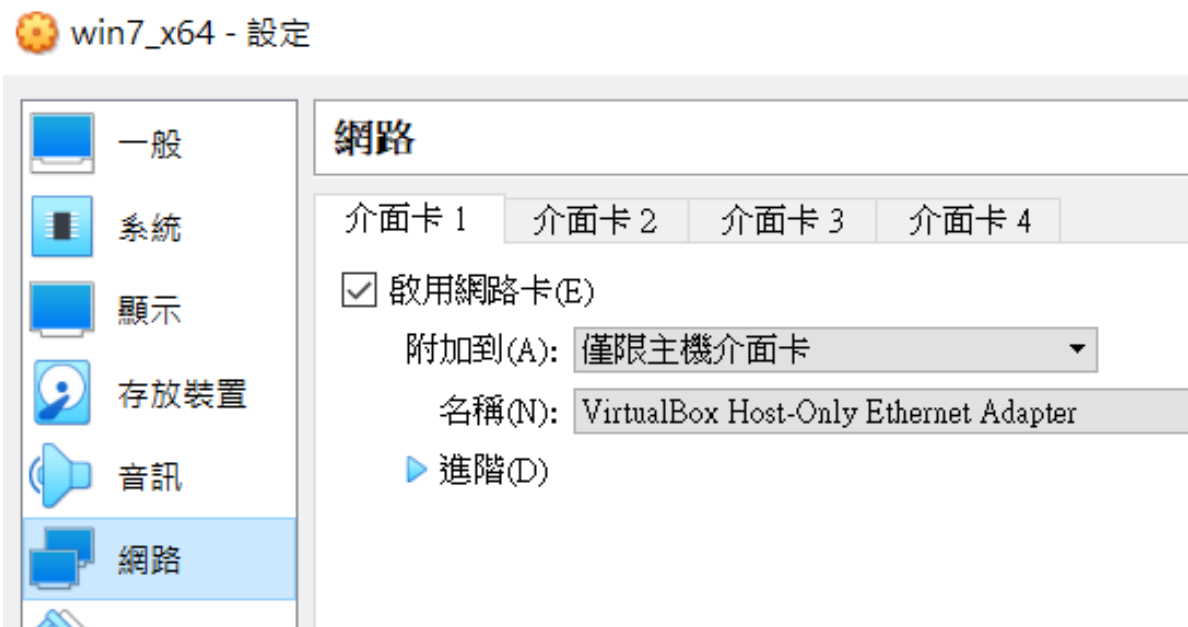 win7_x64 - 設定
一般
系統
顯示
存放裝置
音訊
網路
網路
介面卡 1
介面卡 2
介面卡 3
介面卡 4
啟用網路卡(E)
附加到(A): 僅限主機介面卡
名稱(N): VirtualBox Host-Only Ethernet Adapter
進階(D)